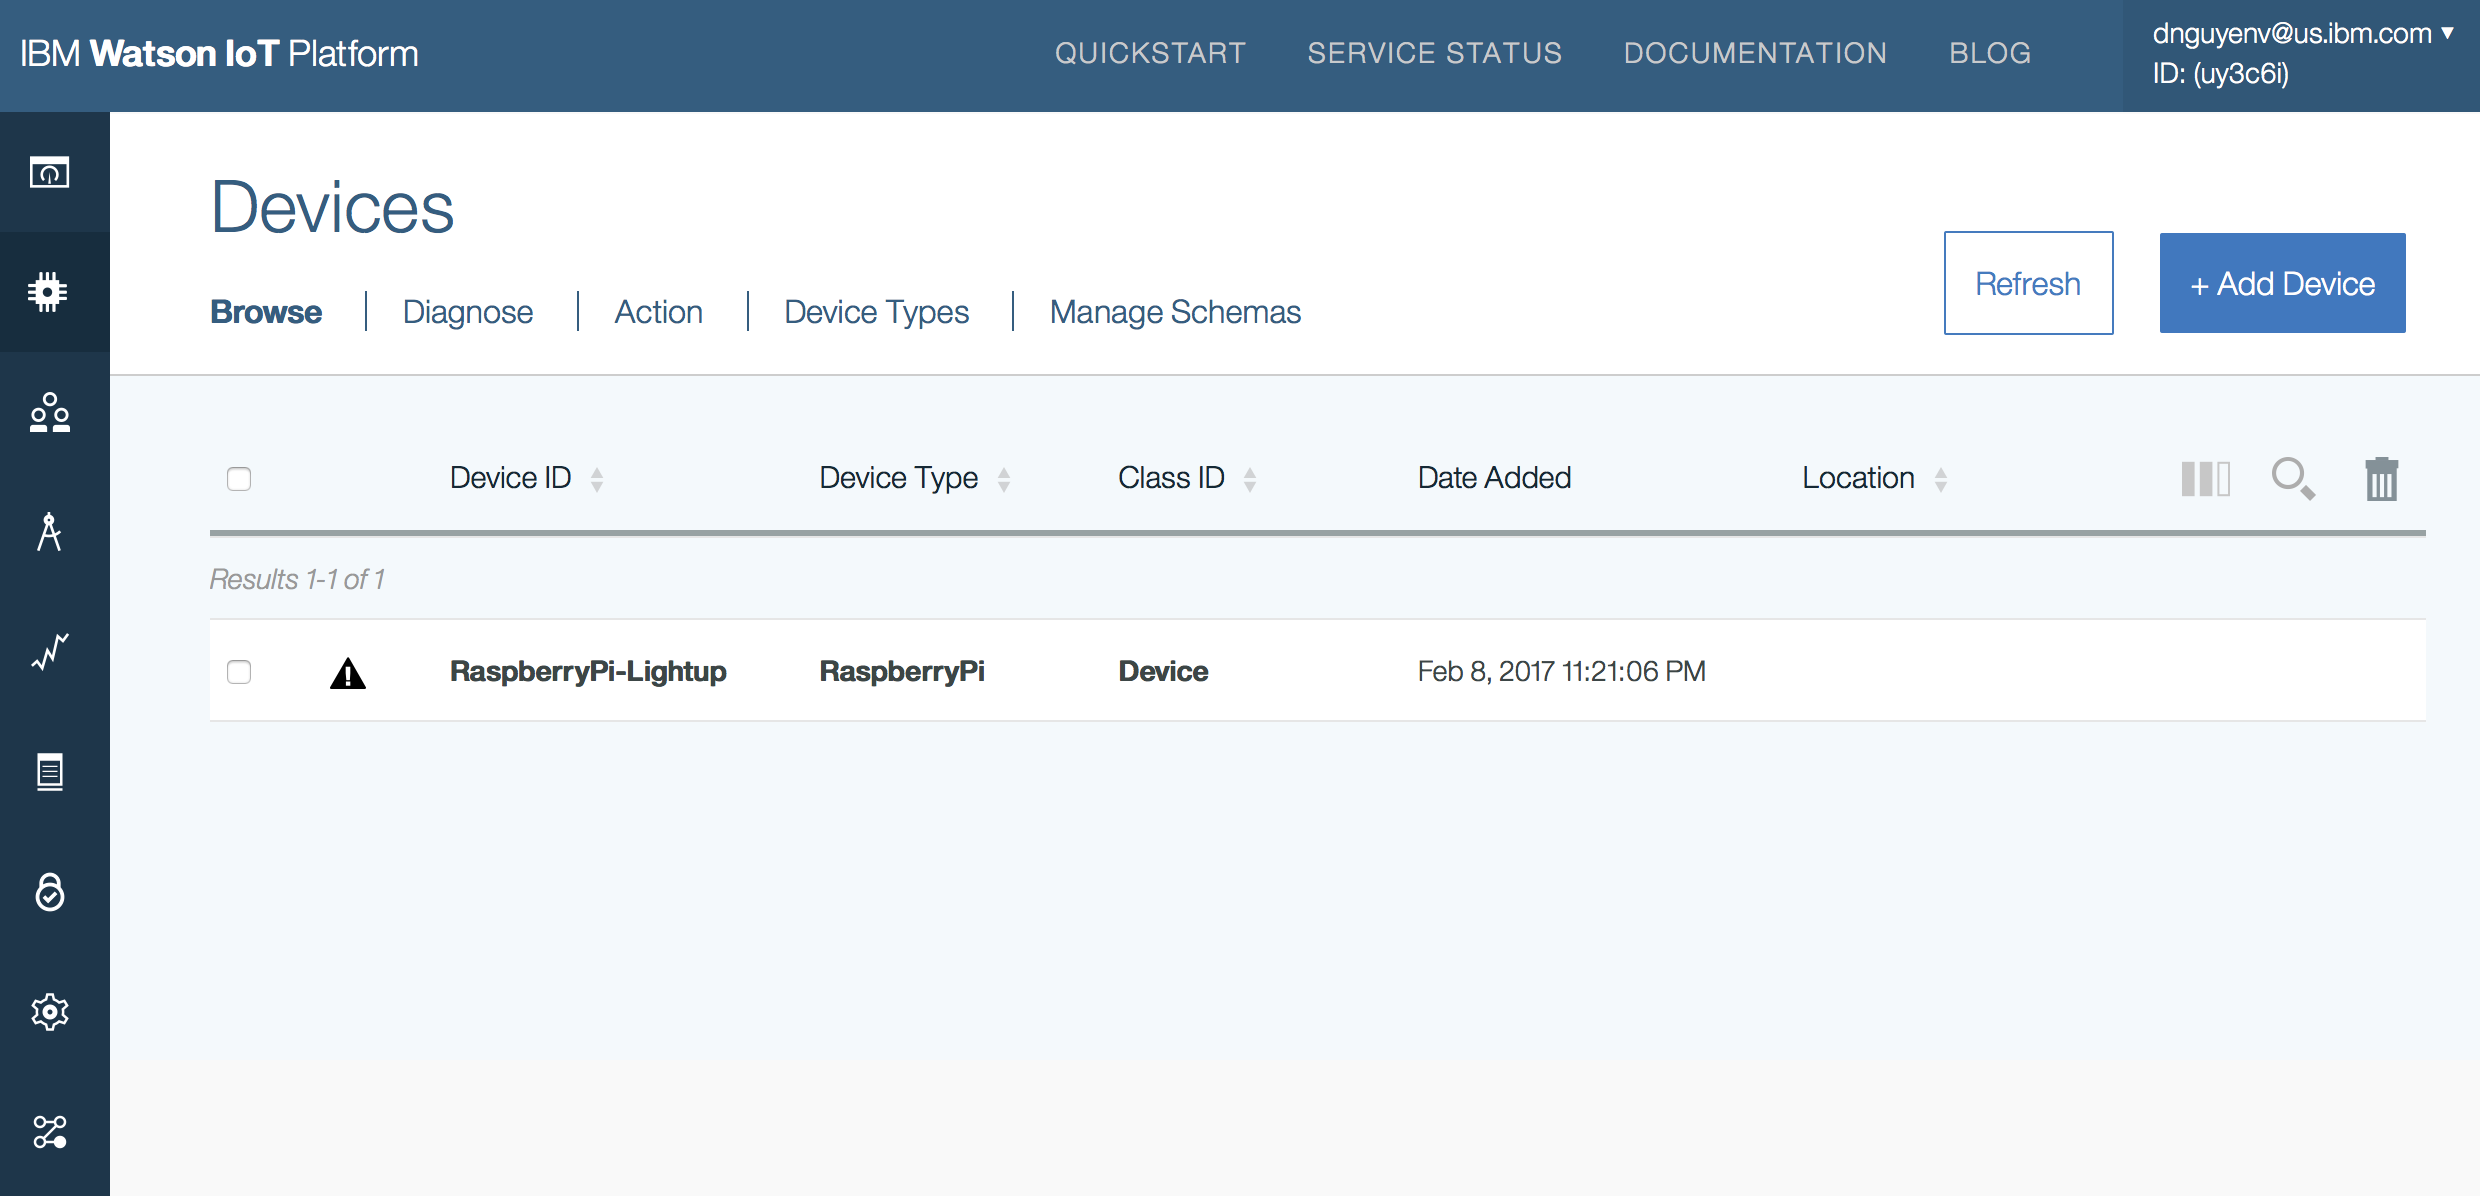 IBM Watson IoT Platform
QUICKSTART
SERVICE STATUS
DOCUMENTATION
BLOG
dnguyenv@us.ibm.com ▼
ID: (uy3c6i)
Devices
Browse
Diagnose
Action
Device Types
Manage Schemas
Refresh
+ Add Device
Device ID
Device Type
Class ID
Date Added
Location
Results 1-1 of 1
RaspberryPi-Lightup
RaspberryPi
Device
Feb 8, 2017 11:21:06 PM